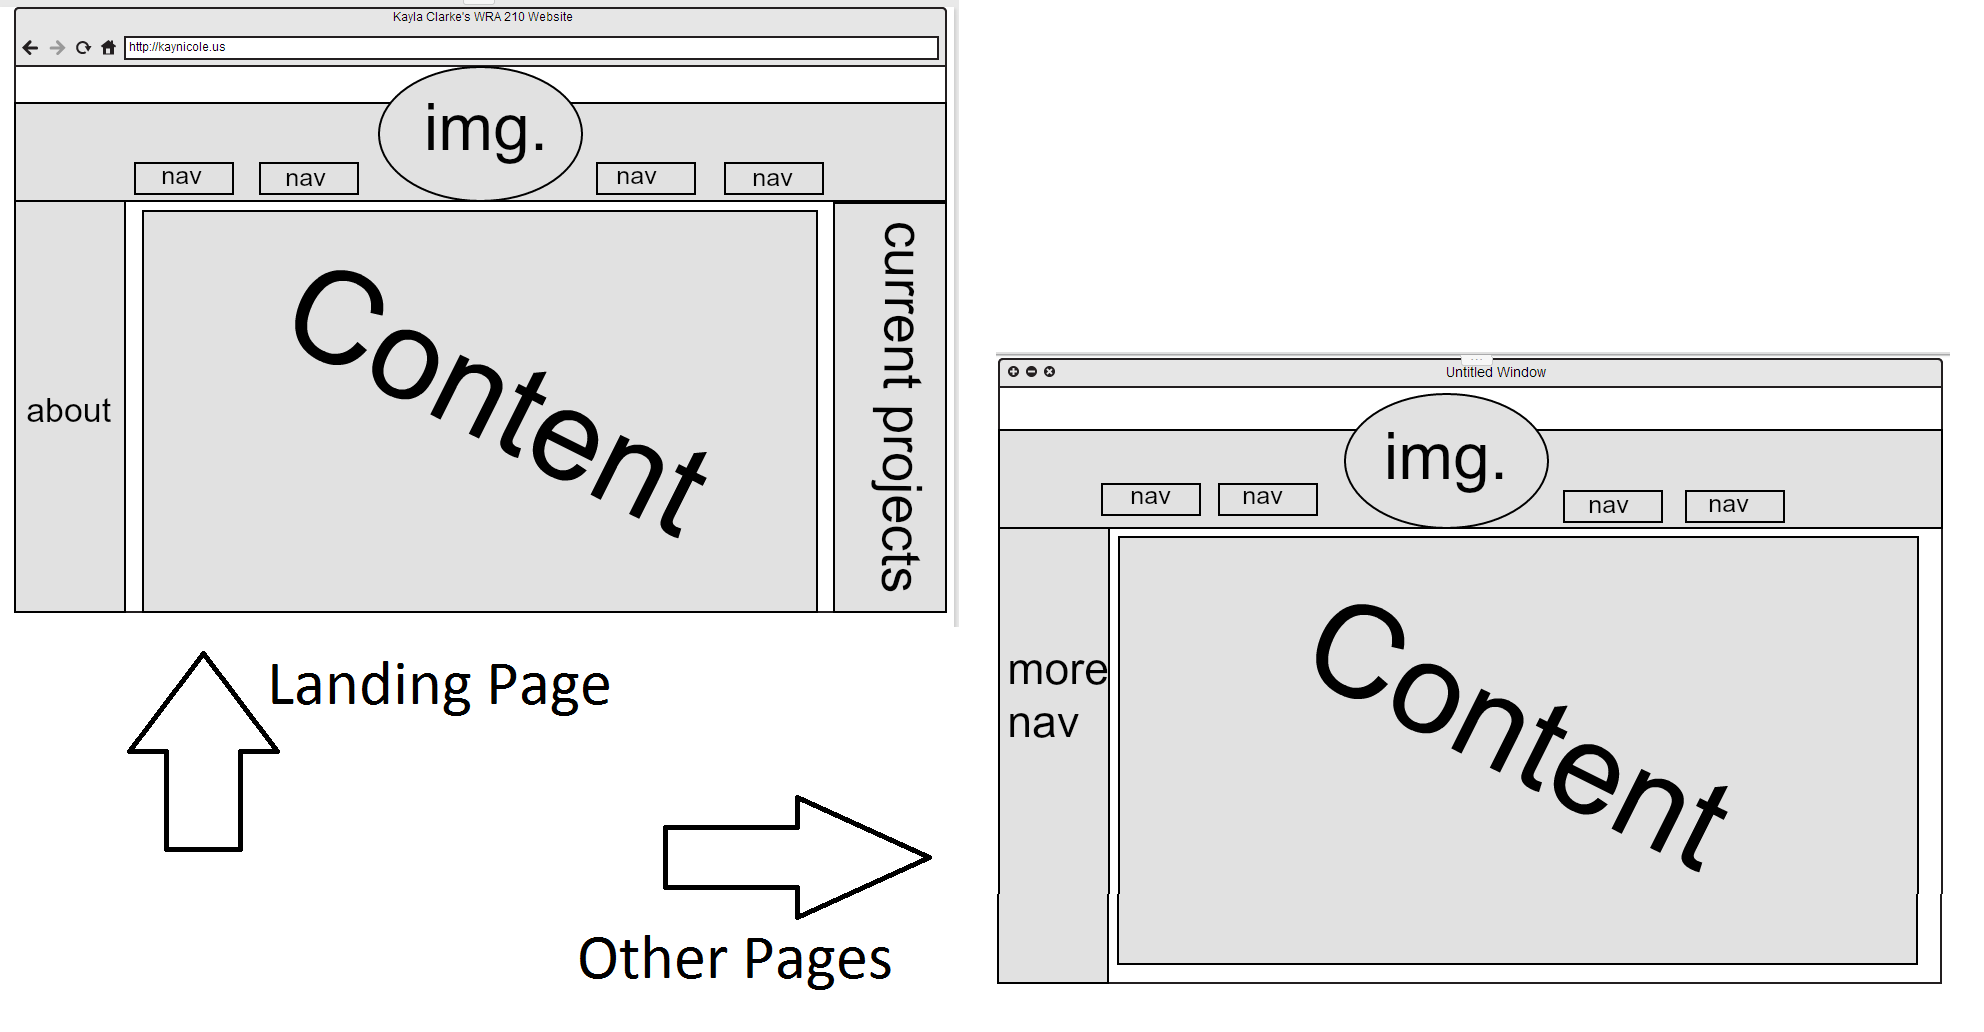 Kayla Clarke's WRA 210 Website
http://kaynicole.us
img.
nav
nav
nav
nav
about
Content
current projects
Landing Page
Other Pages
Untitled Window
img.
nav
nav
nav
nav
more
nav
Content